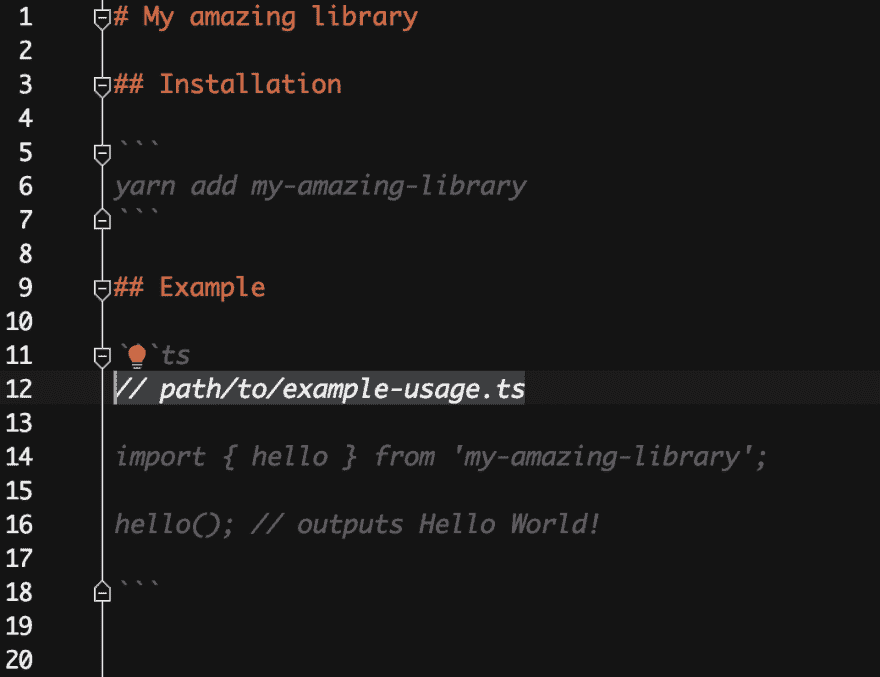 1 # My amazing library
2
3 ## Installation
4
5 ```
6 yarn add my-amazing-library
7 ```
8
9 ## Example
10
11 ```ts
12 // path/to/example-usage.ts
13
14 import { hello } from 'my-amazing-library';
15
16 hello(); // outputs Hello World!
17
18 ```
19
20